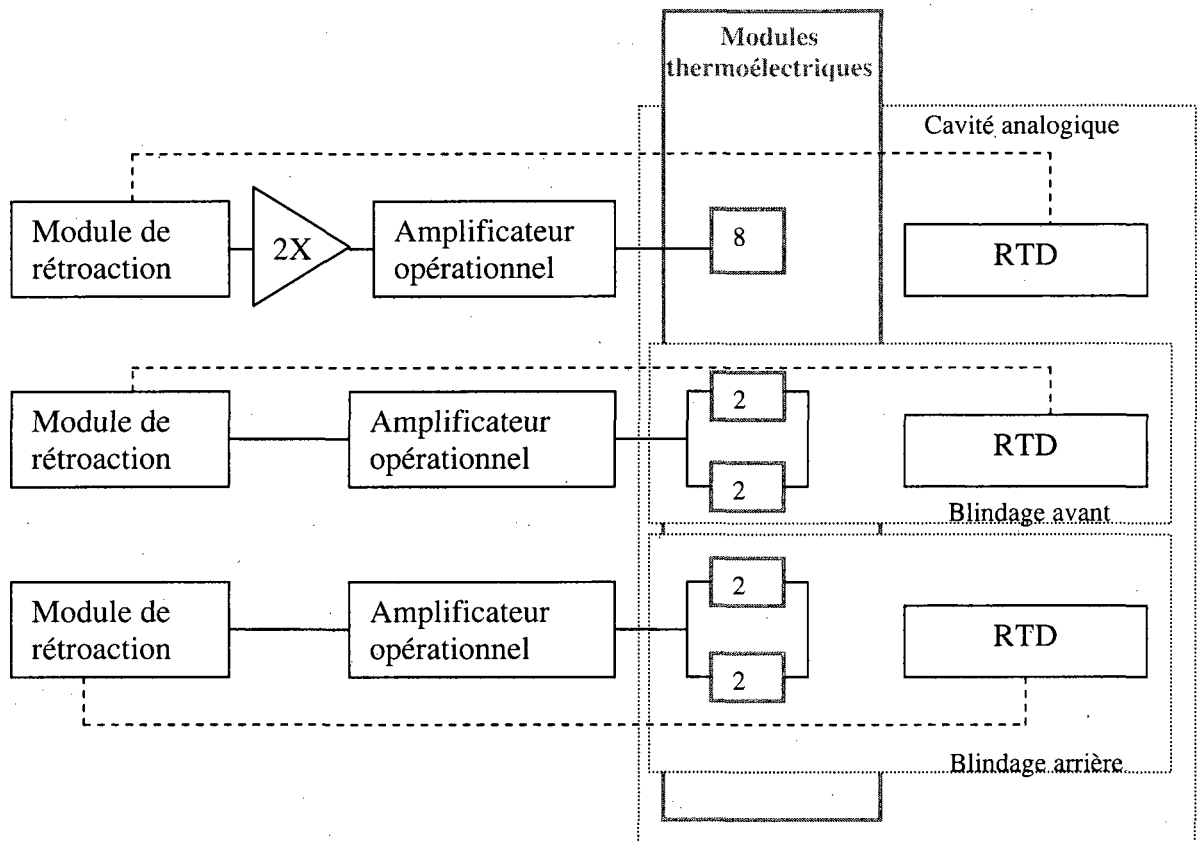 Modules
thermoélectriques
Cavité analogique
Module de
rétroaction
2X
Amplificateur
opérationnel
8
RTD
Module de
rétroaction
Amplificateur
opérationnel
2
2
RTD
Blindage avant
Module de
rétroaction
Amplificateur
opérationnel
2
2
RTD
Blindage arrière